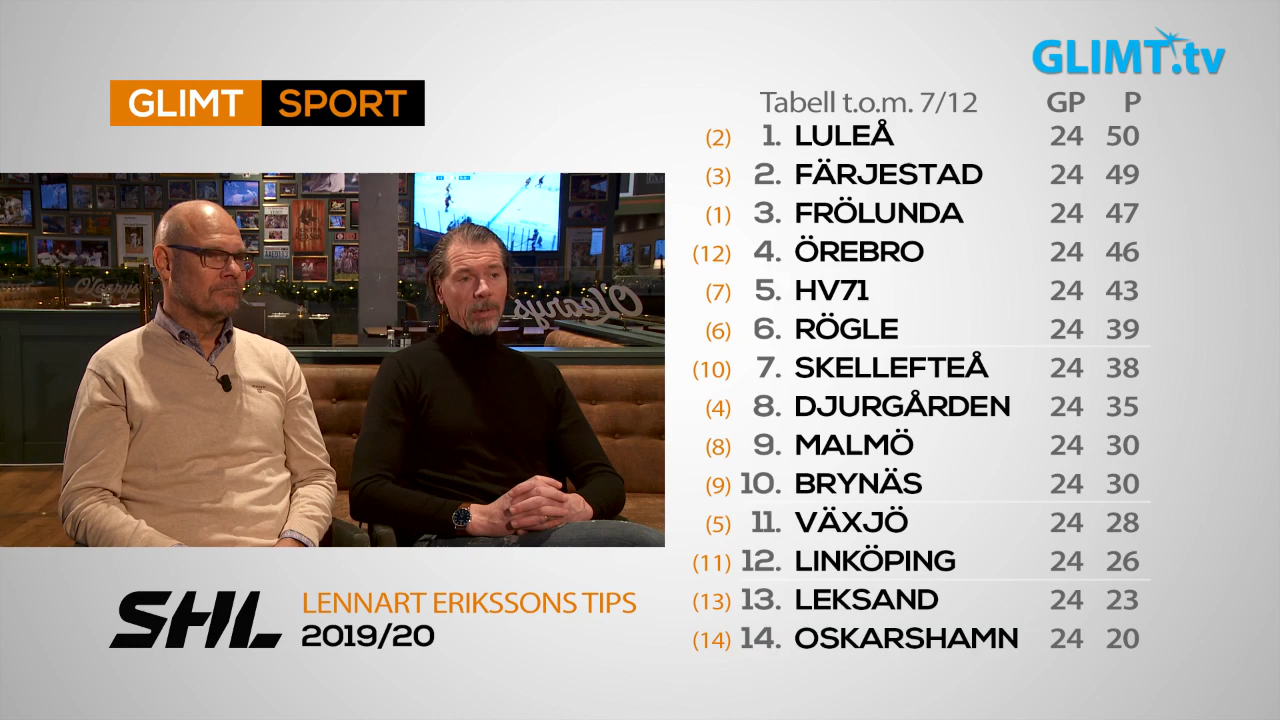 GLIMT.tv
GLIMT SPORT
Tabell t.o.m. 7/12 GP P
(2) 1. LULEÅ 24 50
(3) 2. FÄRJESTAD 24 49
(1) 3. FRÖLUNDA 24 47
(12) 4. ÖREBRO 24 46
(7) 5. HV71 24 43
(6) 6. RÖGLE 24 39
(10) 7. SKELLEFTEÅ 24 38
(4) 8. DJURGÅRDEN 24 35
(8) 9. MALMÖ 24 30
(9) 10. BRYNÄS 24 30
(5) 11. VÄXJÖ 24 28
(11) 12. LINKÖPING 24 26
(13) 13. LEKSAND 24 23
(14) 14. OSKARSHAMN 24 20
O'Learys
O'Learys
SHL
LENNART ERIKSSONS TIPS
2019/20